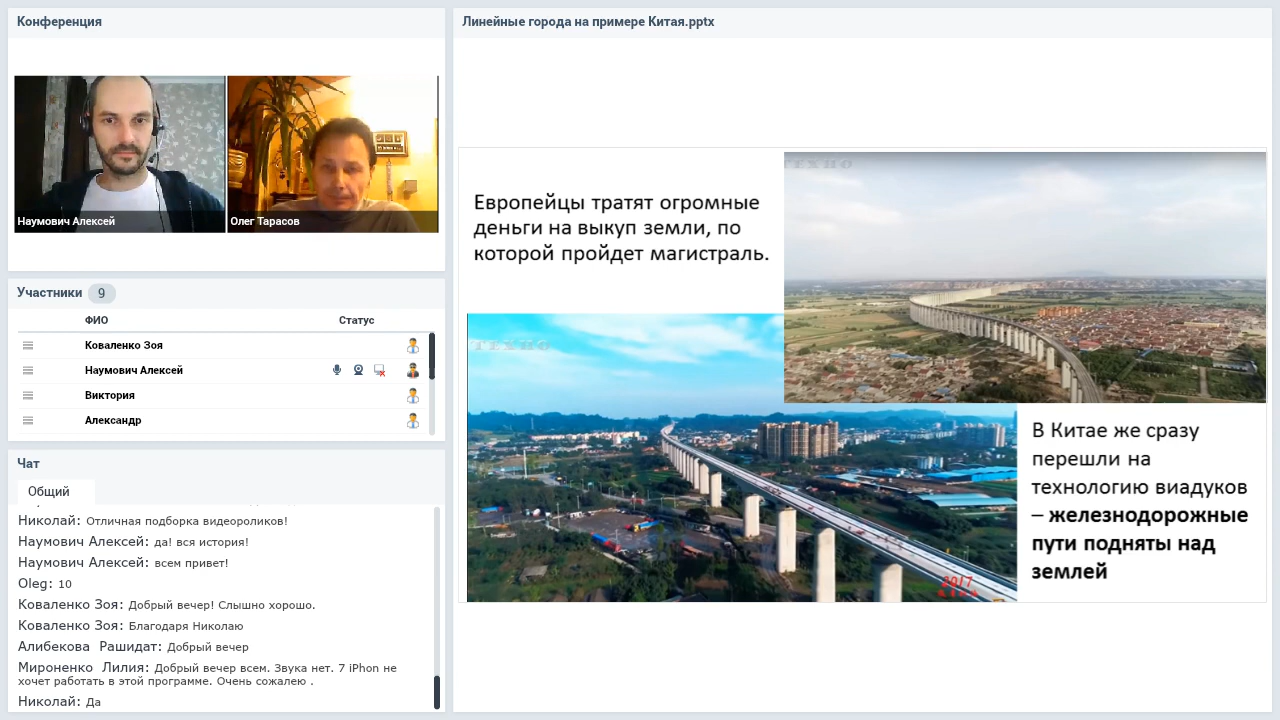 Конференция
Наумович Алексей
Олег Тарасов
Участники 9
ФИО Статус
Коваленко Зоя
Наумович Алексей
Виктория
Александр
Чат
Общий
Николай: Отличная подборка видеороликов!
Наумович Алексей: да! вся история!
Наумович Алексей: всем привет!
Oleg: 10
Коваленко Зоя: Добрый вечер! Слышно хорошо.
Коваленко Зоя: Благодаря Николаю
Алибекова Рашидат: Добрый вечер
Мироненко Лилия: Добрый вечер всем. Звука нет. 7 iPhon не
хочет работать в этой программе. Очень сожалею .
Николай: Да
Линейные города на примере Китая.pptx
Европейцы тратят огромные
деньги на выкуп земли, по
которой пройдет магистраль.
ТЕХНО
ТЕХНО
2017
В Китае же сразу
перешли на
технологию виадуков
– железнодорожные
пути подняты над
землей